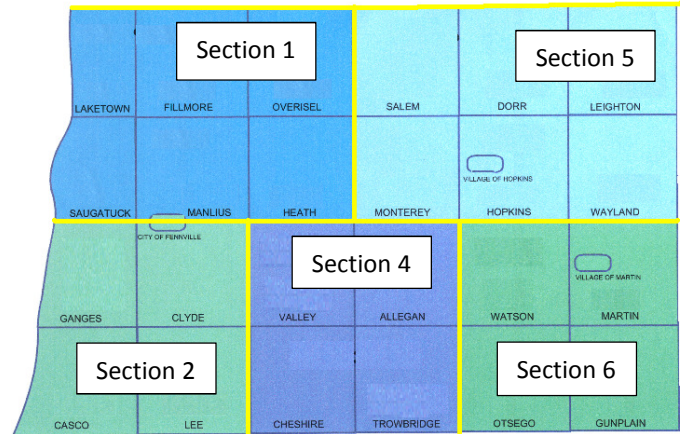 Section 1
Section 5
LAKETOWN FILLMORE OVERISEL SALEM DORR LEIGHTON
VILLAGE OF HOPKINS
SAUGATUCK MANLIUS HEATH MONTEREY HOPKINS WAYLAND
CITY OF FENNVILLE
Section 4
VILLAGE OF MARTIN
GANGES CLYDE VALLEY ALLEGAN WATSON MARTIN
Section 2
Section 6
CASCO LEE CHESHIRE TROWBRIDGE OTSEGO GUNPLAIN